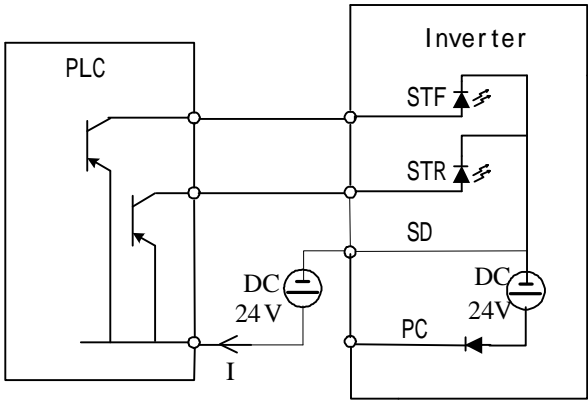 Inverter
PLC
STF
STR
SD
DC
24V
DC
24V
PC
I